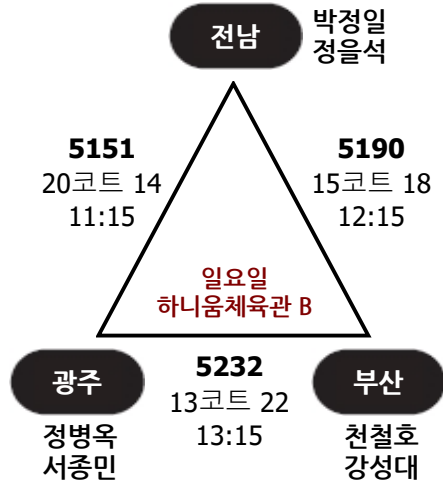 전남
박정일
정을석
5151
20코트 14
11:15
5190
15코트 18
12:15
일요일
하니움체육관 B
광주
정병옥
서종민
5232
13코트 22
13:15
부산
천철호
강성대